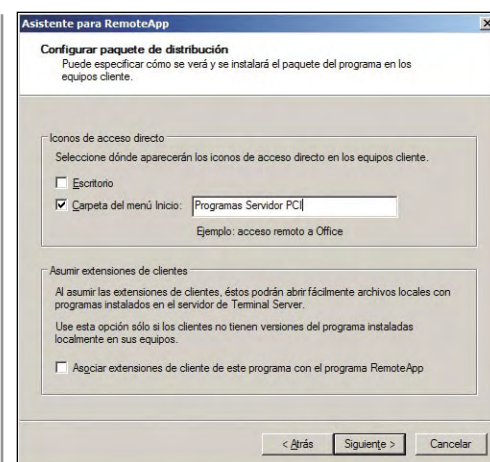 Asistente para RemoteApp
Configurar paquete de distribución
Puede especificar cómo se verá y se instalará el paquete del programa en los
equipos cliente.
Iconos de acceso directo
Seleccione dónde aparecerán los iconos de acceso directo en los equipos cliente.
Escritorio
Carpeta del menú Inicio: Programas Servidor PCI
Ejemplo: acceso remoto a Office
Asumir extensiones de clientes
Al asumir las extensiones de clientes, éstos podrán abrir fácilmente archivos locales con
programas instalados en el servidor de Terminal Server.
Use esta opción sólo si los clientes no tienen versiones del programa instaladas
localmente en sus equipos.
Asociar extensiones de cliente de este programa con el programa RemoteApp
< Atrás Siguiente > Cancelar